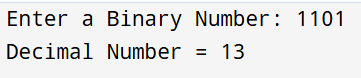 Enter a Binary Number: 1101
Decimal Number = 13